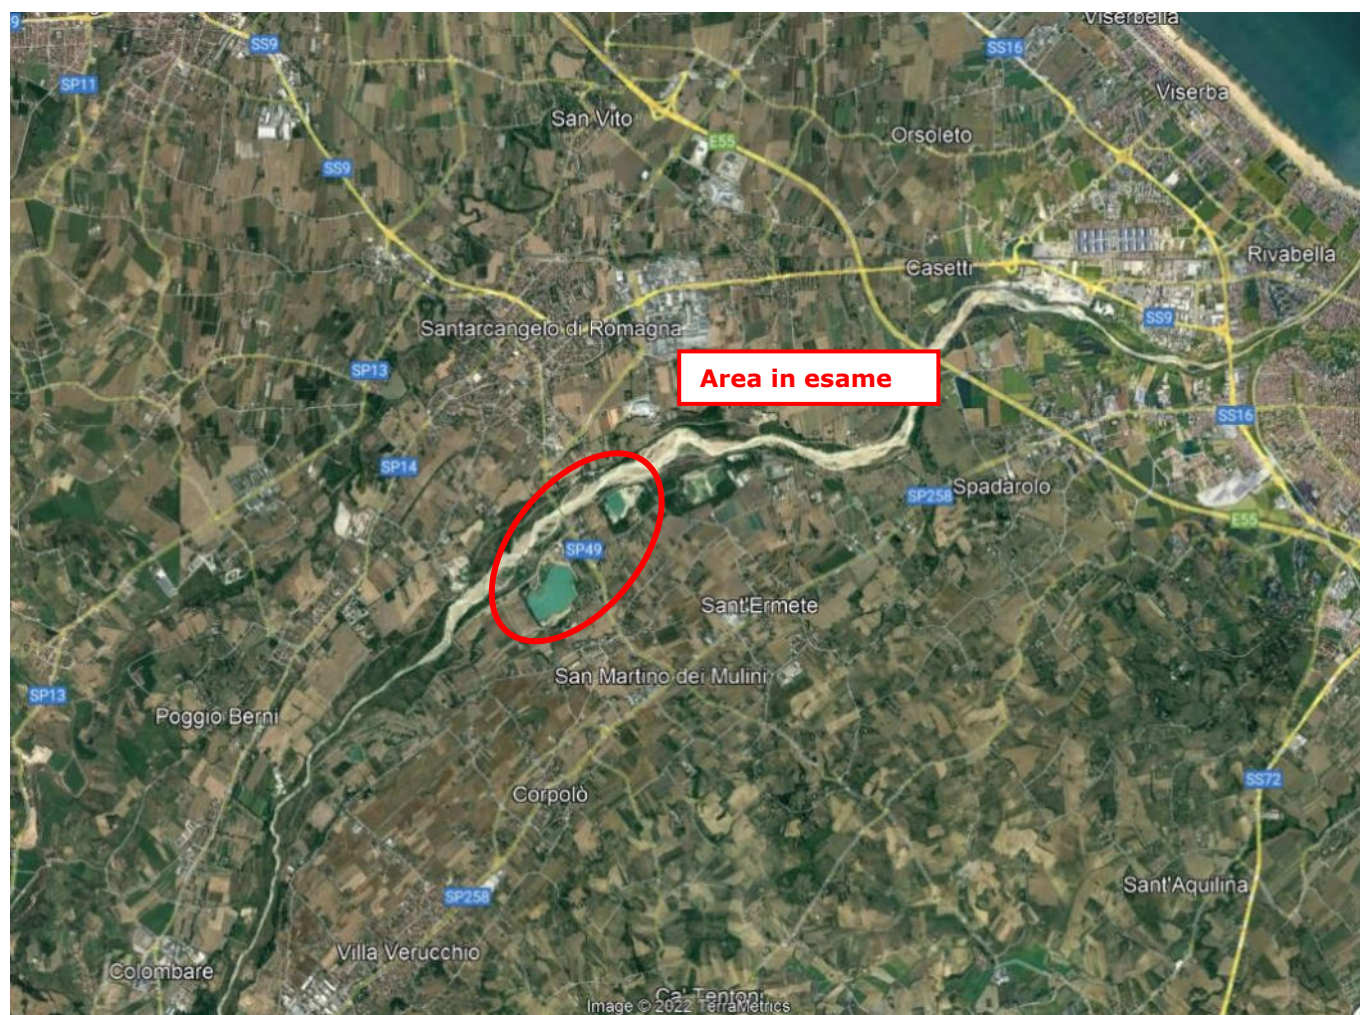 Viserbella
9
SS9
SS16
SP11
Viserba
San Vito
Orsoleto
E55
SS9
Rivabella
Casetti
SS9
Santarcangelo di Romagna
SP13
Area in esame
SS16
SP14
Spadarolo
SP258
E55
SP49
Sant'Ermete
San Martino dei Mulini
SP13
Poggio Berni
SS72
Corpolò
Sant'Aquilina
SP258
Villa Verucchio
Colombare
Ca' Tentoni
Image © 2022 TerraMetrics